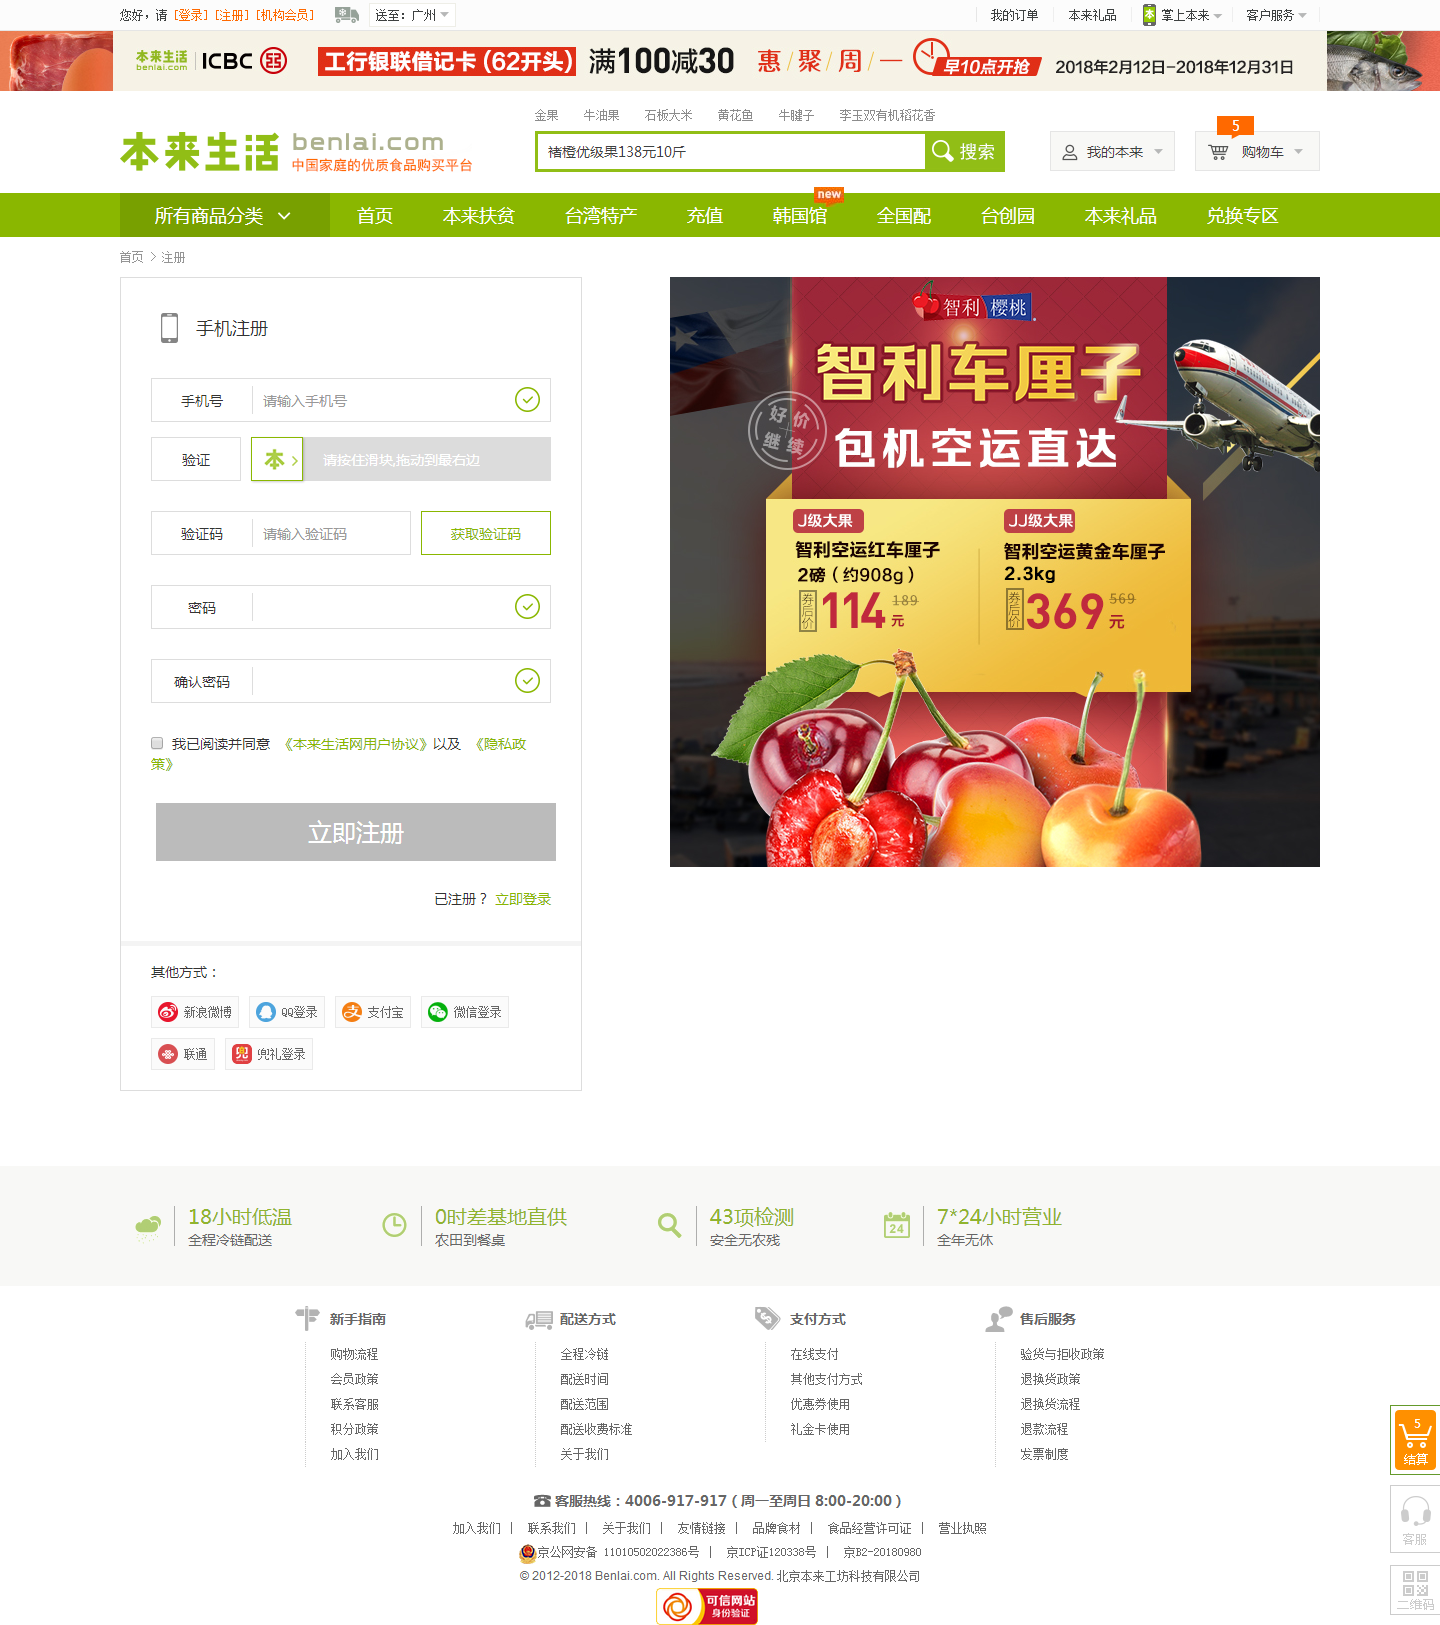 您好，请 [登录] [注册] [机构会员] 送至：广州 我的订单 本来礼品 掌上本来 客户服务
本来生活 benlai.com ICBC 工行银联借记卡 (62开头) 满100减30 惠/聚/周/一 早10点开抢 2018年2月12日-2018年12月31日
金果 牛油果 石板大米 黄花鱼 牛腱子 李玉双有机稻花香
本来生活 benlai.com
中国家庭的优质食品购买平台
褚橙优级果138元10斤 搜索
我的本来 5 购物车
所有商品分类 首页 本来扶贫 台湾特产 充值 韩国馆 new 全国配 台创园 本来礼品 兑换专区
首页 > 注册
手机注册
手机号 请输入手机号
验证 本 > 请按住滑块,拖动到最右边
验证码 请输入验证码 获取验证码
密码
确认密码
我已阅读并同意 《本来生活网用户协议》以及 《隐私政
策》
立即注册
已注册？ 立即登录
其他方式：
新浪微博 QQ登录 支付宝 微信登录
联通 兜礼登录
智利 樱桃
智利车厘子
好价继续
包机空运直达
J级大果
智利空运红车厘子
2磅（约908g）
券后价 114元 189
JJ级大果
智利空运黄金车厘子
2.3kg
券后价 369元 569
18小时低温
全程冷链配送
0时差基地直供
农田到餐桌
43项检测
安全无农残
24
7*24小时营业
全年无休
新手指南
购物流程
会员政策
联系客服
积分政策
加入我们
配送方式
全程冷链
配送时间
配送范围
配送收费标准
关于我们
支付方式
在线支付
其他支付方式
优惠券使用
礼金卡使用
售后服务
验货与拒收政策
退换货政策
退换货流程
退款流程
发票制度
5
结算
客服
二维码
客服热线：4006-917-917（周一至周日 8:00-20:00）
加入我们 | 联系我们 | 关于我们 | 友情链接 | 品牌食材 | 食品经营许可证 | 营业执照
京公网安备 11010502022386号 | 京ICP证120338号 | 京B2-20180980
© 2012-2018 Benlai.com. All Rights Reserved. 北京本来工坊科技有限公司
可信网站
身份验证